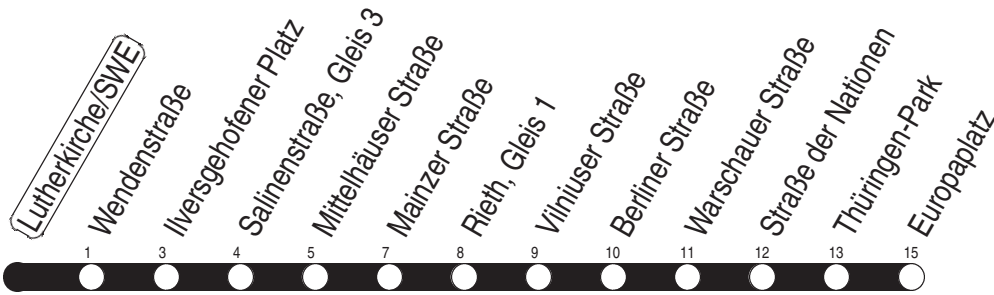 Lutherkirche/SWE
Wendenstraße
Ilversgehofener Platz
Salinenstraße, Gleis 3
Mittelhäuser Straße
Mainzer Straße
Rieth, Gleis 1
Vilniuser Straße
Berliner Straße
Warschauer Straße
Straße der Nationen
Thüringen-Park
Europaplatz
1 3 4 5 7 8 9 10 11 12 13 15